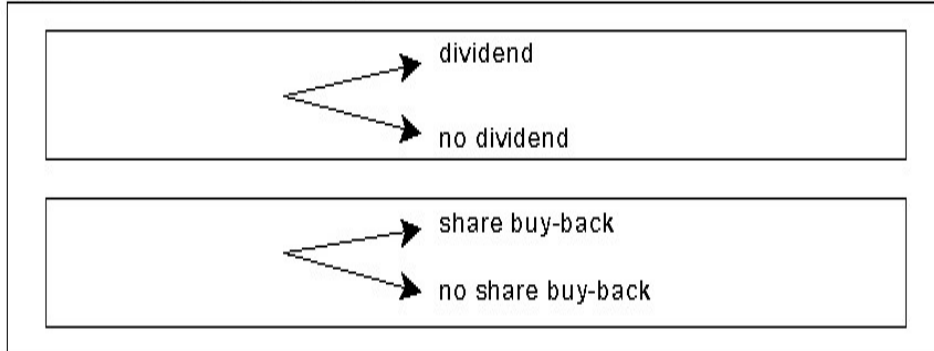 dividend
no dividend
share buy-back
no share buy-back